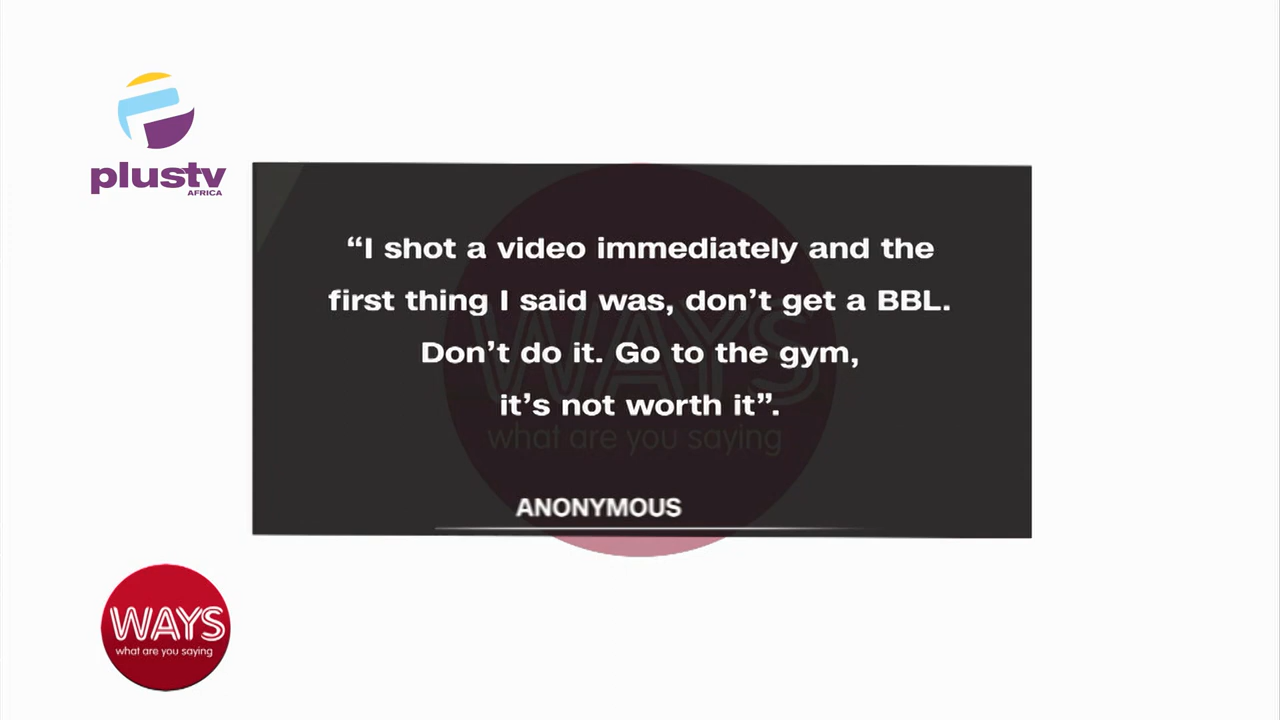 plustv
AFRICA
“I shot a video immediately and the
first thing I said was, don’t get a BBL.
Don’t do it. Go to the gym,
it’s not worth it”.
WAYS
what are you saying
ANONYMOUS
WAYS
what are you saying